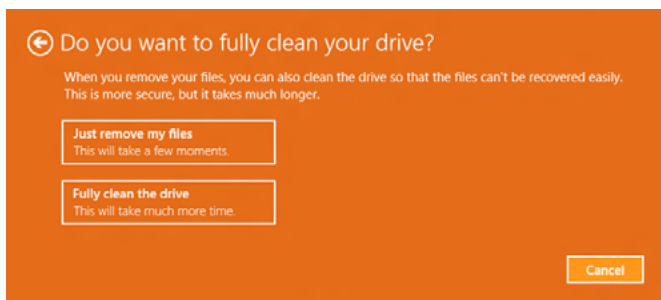 Do you want to fully clean your drive?
When you remove your files, you can also clean the drive so that the files can't be recovered easily.
This is more secure, but it takes much longer.
Just remove my files
This will take a few moments.
Fully clean the drive
This will take much more time.
Cancel